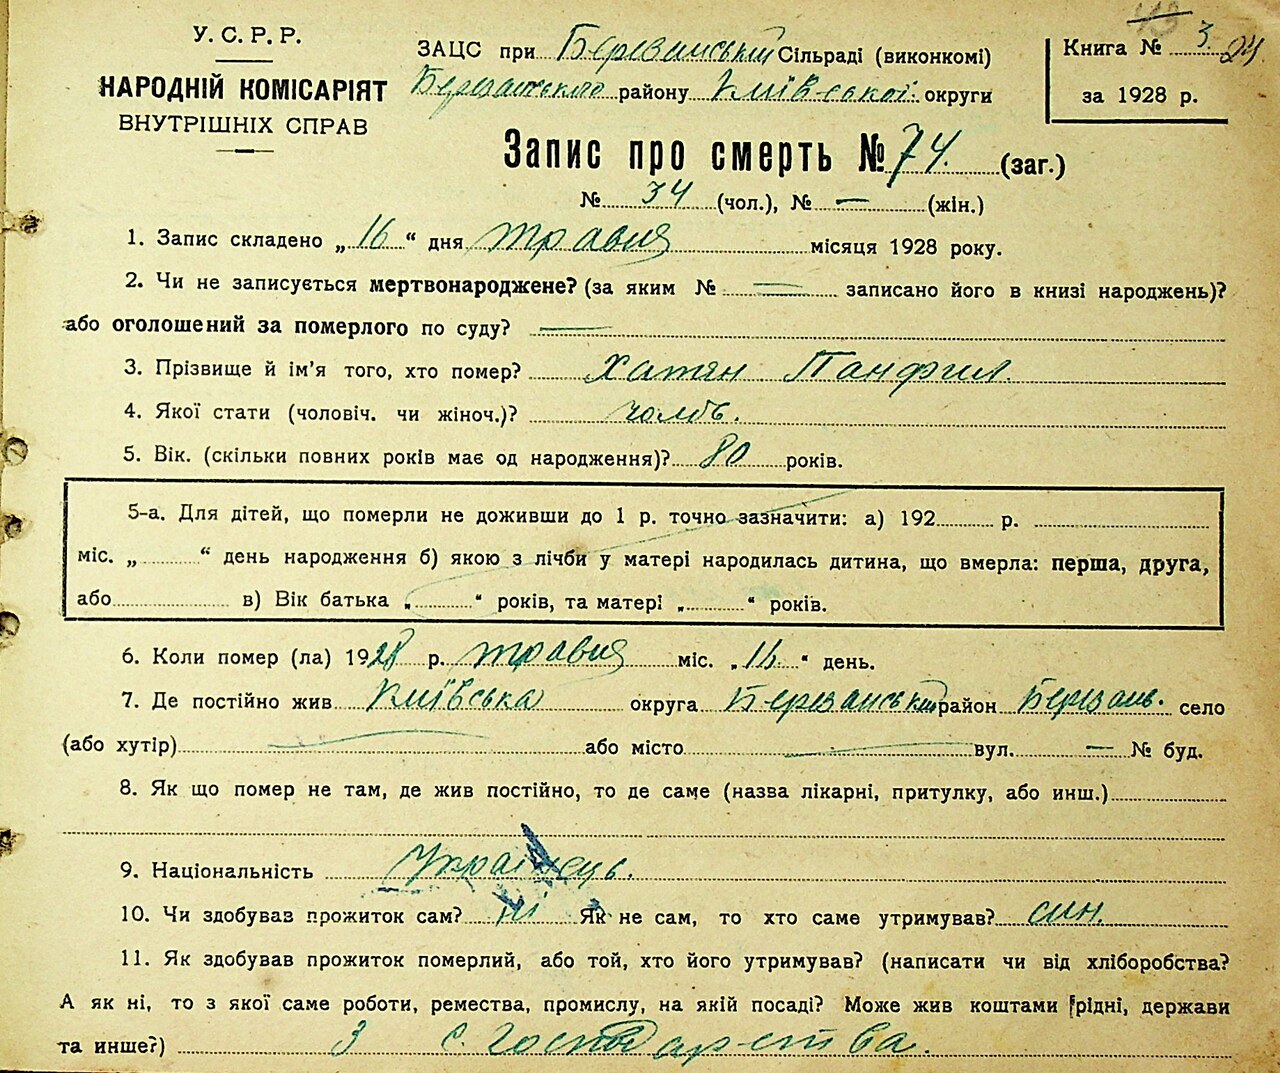 У. С. Р. Р.
НАРОДНІЙ КОМІСАРІЯТ
ВНУТРІШНІХ СПРАВ
ЗАЦС при Березанський Сільраді (виконкомі)
Березанського району Київської округи
Книга № 3. 24
за 1928 р.
Запис про смерть № 74. (заг.)
№ 34 (чол.), № — (жін.)
1. Запис складено „ 16 “ дня травня місяця 1928 року.
2. Чи не записується мертвонароджене? (за яким № — записано його в книзі народжень)?
або оголошений за померлого по суду? —
3. Прізвище й ім'я того, хто помер? Хатян Панфил.
4. Якої стати (чоловіч. чи жіноч.)? чолов.
5. Вік. (скільки повних років має од народження)? 80 років.
5-а. Для дітей, що померли не доживши до 1 р. точно зазначити: а) 192 р.
міс. „ “ день народження б) якою з лічби у матері народилась дитина, що вмерла: перша, друга,
або в) Вік батька „ “ років, та матері „ “ років.
6. Коли помер (ла) 1928 р. травня міс. „ 16. “ день.
7. Де постійно жив Київська округа Березанський район Березань. село
(або хутір) — або місто — вул. — № буд.
8. Як що помер не там, де жив постійно, то де саме (назва лікарні, притулку, або инш.)
9. Національність Українець.
10. Чи здобував прожиток сам? ні Як не сам, то хто саме утримував? син.
11. Як здобував прожиток померлий, або той, хто його утримував? (написати чи від хліборобства?
А як ні, то з якої саме роботи, ремества, промислу, на якій посаді? Може жив коштами рідні, держави
та инше?) З с. господарства.